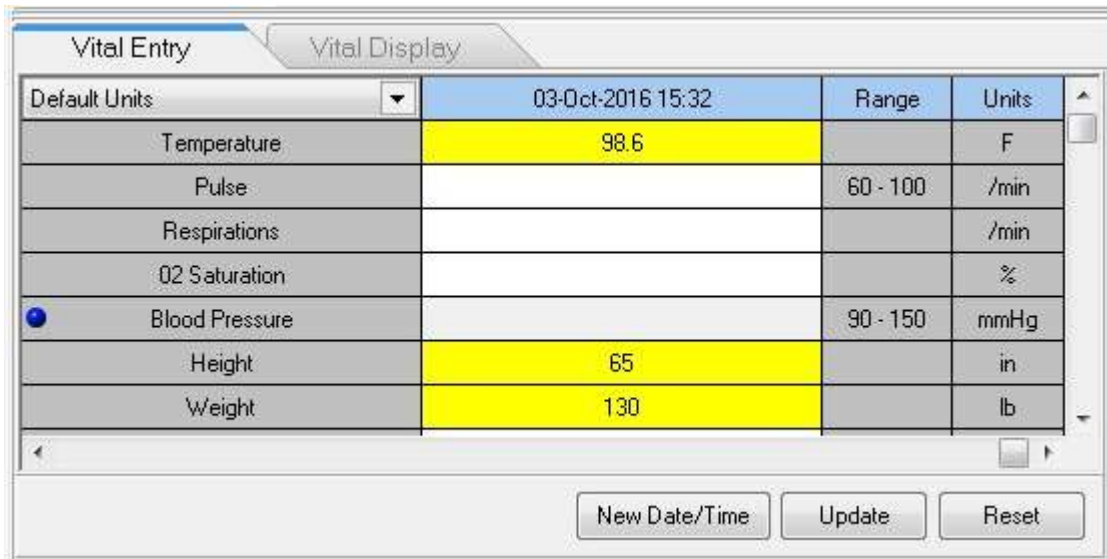 Vital Entry Vital Display
Default Units 03-Oct-2016 15:32 Range Units
Temperature 98.6 F
Pulse 60 - 100 /min
Respirations /min
02 Saturation %
Blood Pressure 90 - 150 mmHg
Height 65 in
Weight 130 lb
New Date/Time Update Reset